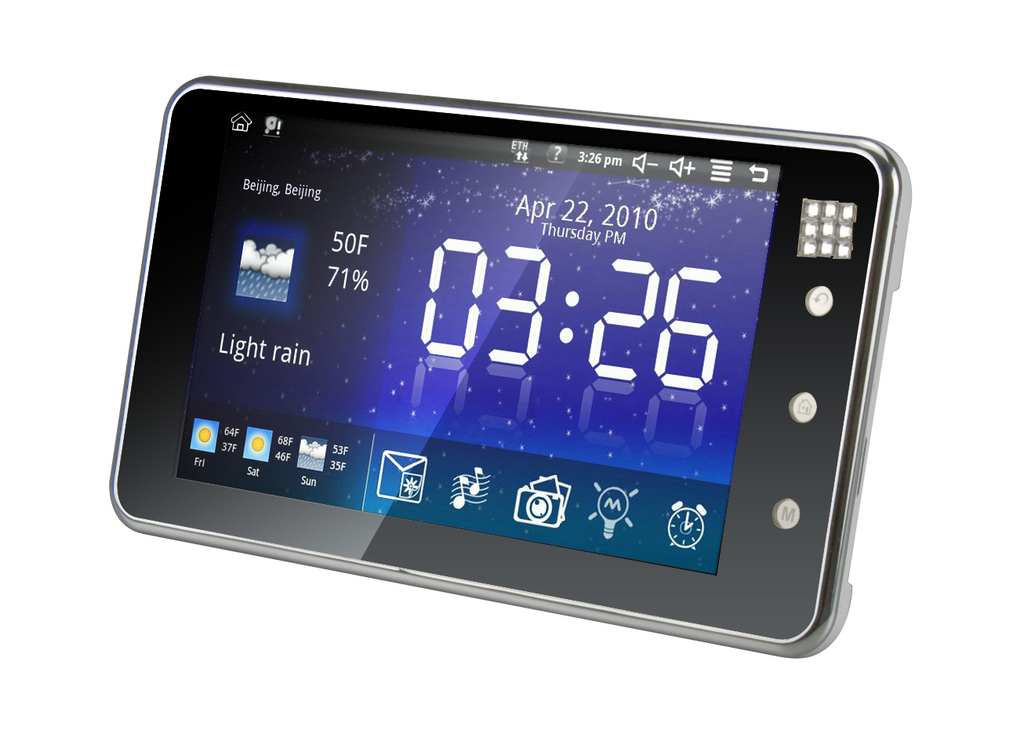 ETH
?
3:26 pm
Beijing, Beijing
Apr 22, 2010
Thursday PM
50F
71%
03:26
Light rain
64F
37F
Fri
68F
46F
Sat
53F
35F
Sun
M
M